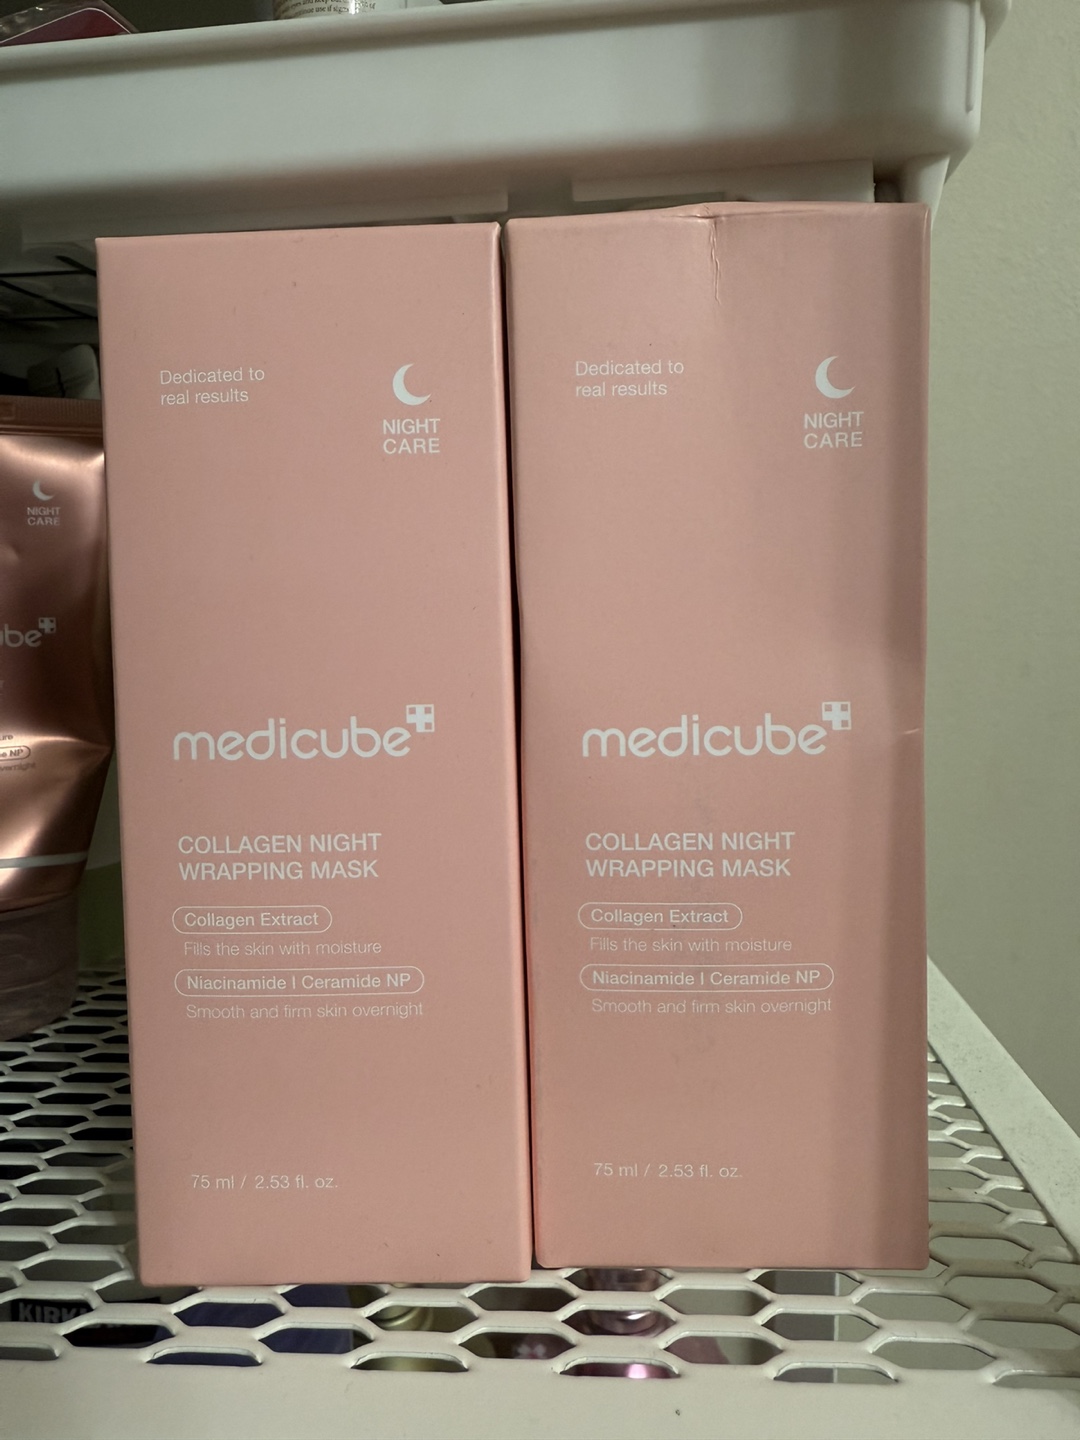 Dedicated to
real results
NIGHT
CARE
medicube
COLLAGEN NIGHT
WRAPPING MASK
Collagen Extract
Fills the skin with moisture
Niacinamide | Ceramide NP
Smooth and firm skin overnight
75 ml / 2.53 fl. oz.
Dedicated to
real results
NIGHT
CARE
medicube
COLLAGEN NIGHT
WRAPPING MASK
Collagen Extract
Fills the skin with moisture
Niacinamide | Ceramide NP
Smooth and firm skin overnight
75 ml / 2.53 fl. oz.
NIGHT
CARE
NP